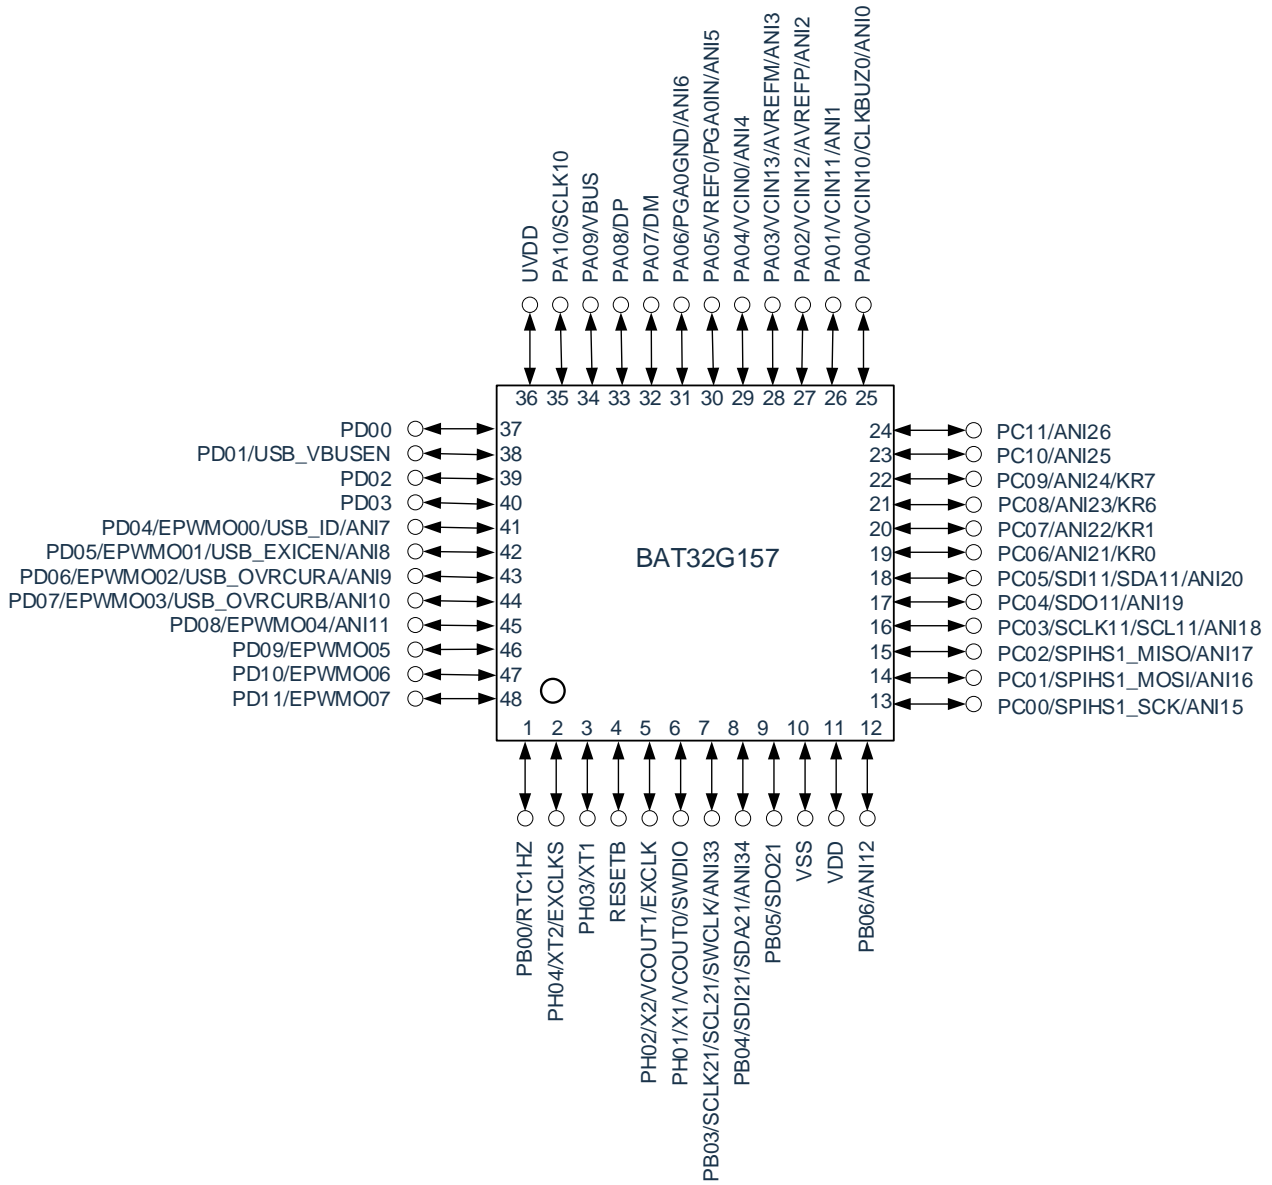 UVDD
PA10/SCLK10
PA09/VBUS
PA08/DP
PA07/DM
PA06/PGA0GND/ANI6
PA05/VREF0/PGA0IN/ANI5
PA04/VCIN0/ANI4
PA03/VCIN13/AVREFM/ANI3
PA02/VCIN12/AVREFP/ANI2
PA01/VCIN11/ANI1
PA00/VCIN10/CLKBUZ0/ANI0
36 35 34 33 32 31 30 29 28 27 26 25
PD00 37
PD01/USB_VBUSEN 38
PD02 39
PD03 40
PD04/EPWMO00/USB_ID/ANI7 41
PD05/EPWMO01/USB_EXICEN/ANI8 42
PD06/EPWMO02/USB_OVRCURA/ANI9 43
PD07/EPWMO03/USB_OVRCURB/ANI10 44
PD08/EPWMO04/ANI11 45
PD09/EPWMO05 46
PD10/EPWMO06 47
PD11/EPWMO07 48
BAT32G157
24 PC11/ANI26
23 PC10/ANI25
22 PC09/ANI24/KR7
21 PC08/ANI23/KR6
20 PC07/ANI22/KR1
19 PC06/ANI21/KR0
18 PC05/SDI11/SDA11/ANI20
17 PC04/SDO11/ANI19
16 PC03/SCLK11/SCL11/ANI18
15 PC02/SPIHS1_MISO/ANI17
14 PC01/SPIHS1_MOSI/ANI16
13 PC00/SPIHS1_SCK/ANI15
1 2 3 4 5 6 7 8 9 10 11 12
PB00/RTC1HZ
PH04/XT2/EXCLKS
PH03/XT1
RESETB
PH02/X2/VCOUT1/EXCLK
PH01/X1/VCOUT0/SWDIO
PB03/SCLK21/SCL21/SWCLK/ANI33
PB04/SDI21/SDA21/ANI34
PB05/SDO21
VSS
VDD
PB06/ANI12